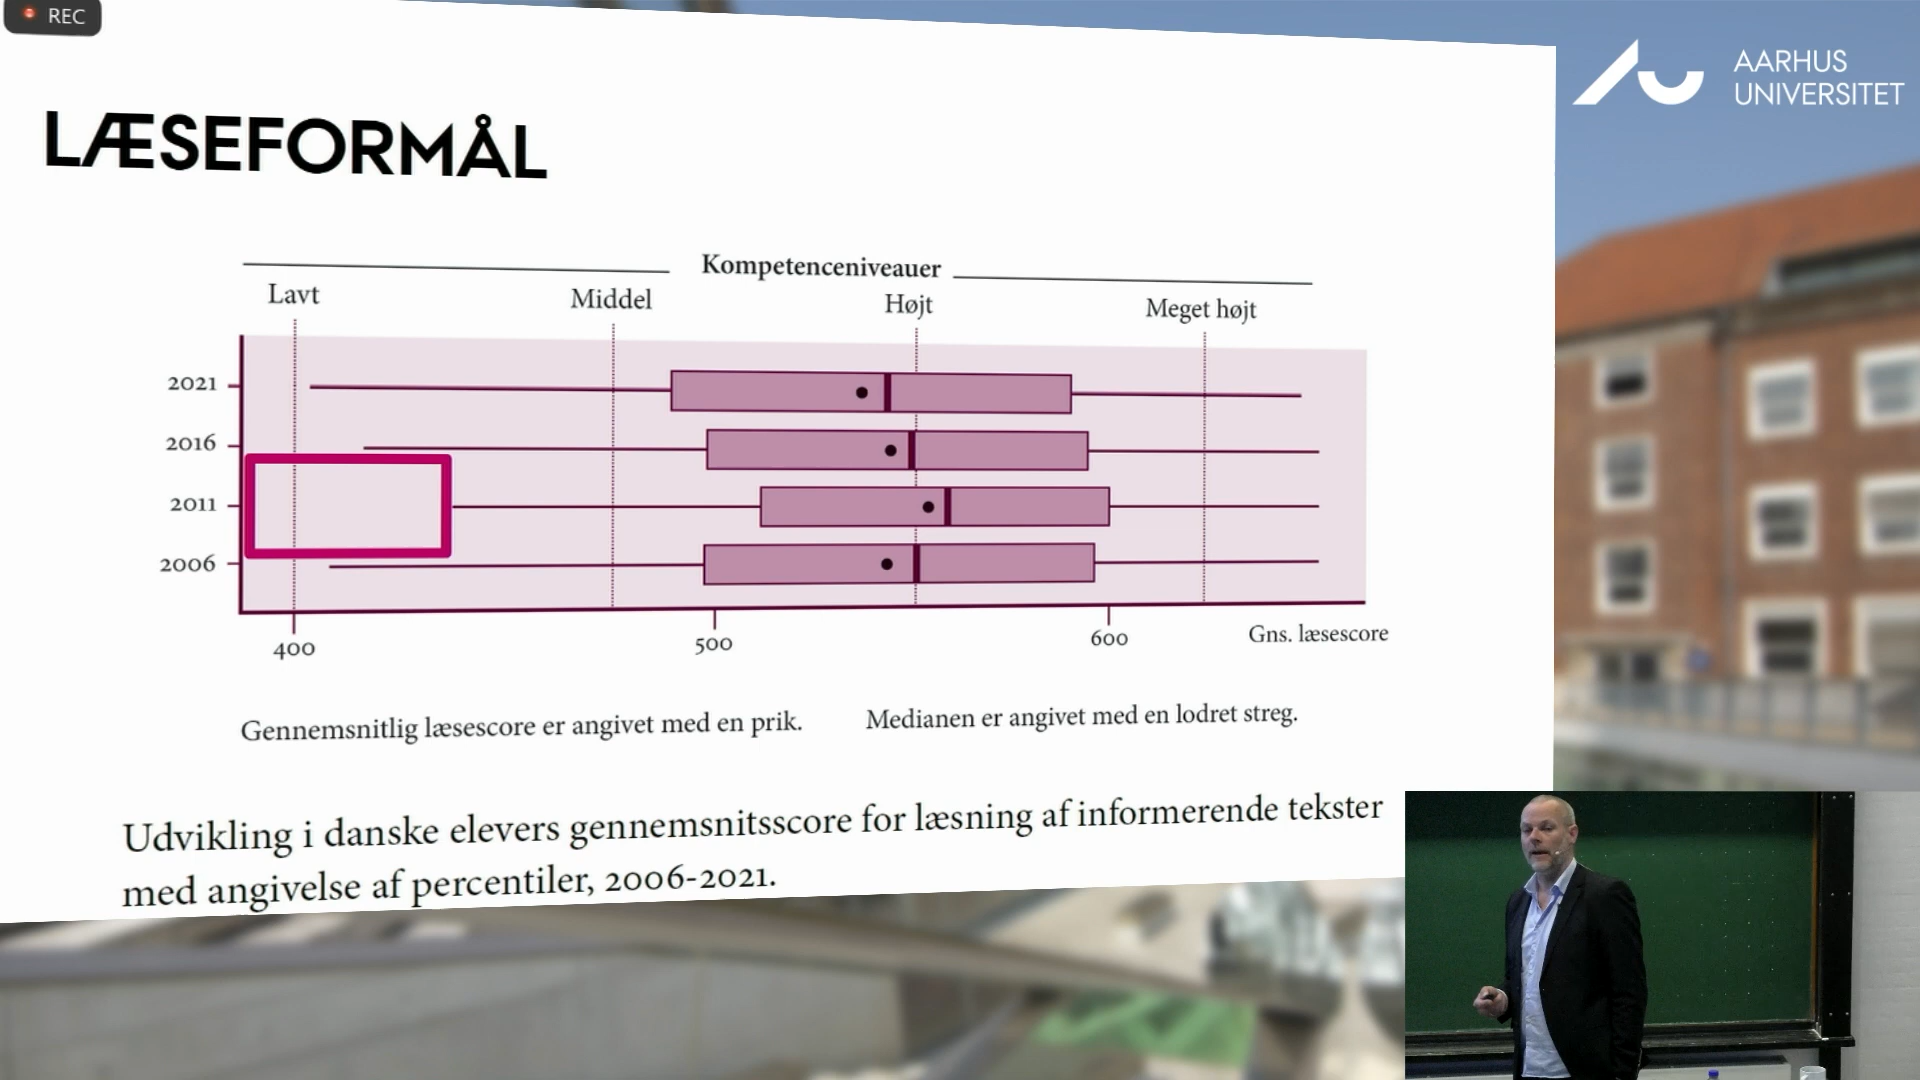 REC
AARHUS
UNIVERSITET
LÆSEFORMÅL
Kompetenceniveauer
Lavt Middel Højt Meget højt
2021
2016
2011
2006
400 500 600 Gns. læsescore
Gennemsnitlig læsescore er angivet med en prik. Medianen er angivet med en lodret streg.
Udvikling i danske elevers gennemsnitsscore for læsning af informerende tekster
med angivelse af percentiler, 2006-2021.